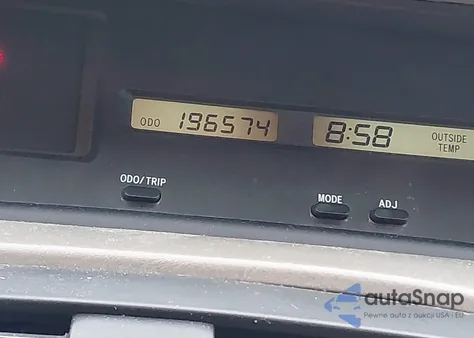 ODO 196574
8:58
OUTSIDE
TEMP
ODO/TRIP
MODE
ADJ
autoSnap
Pewne auta z aukcji USA i EU